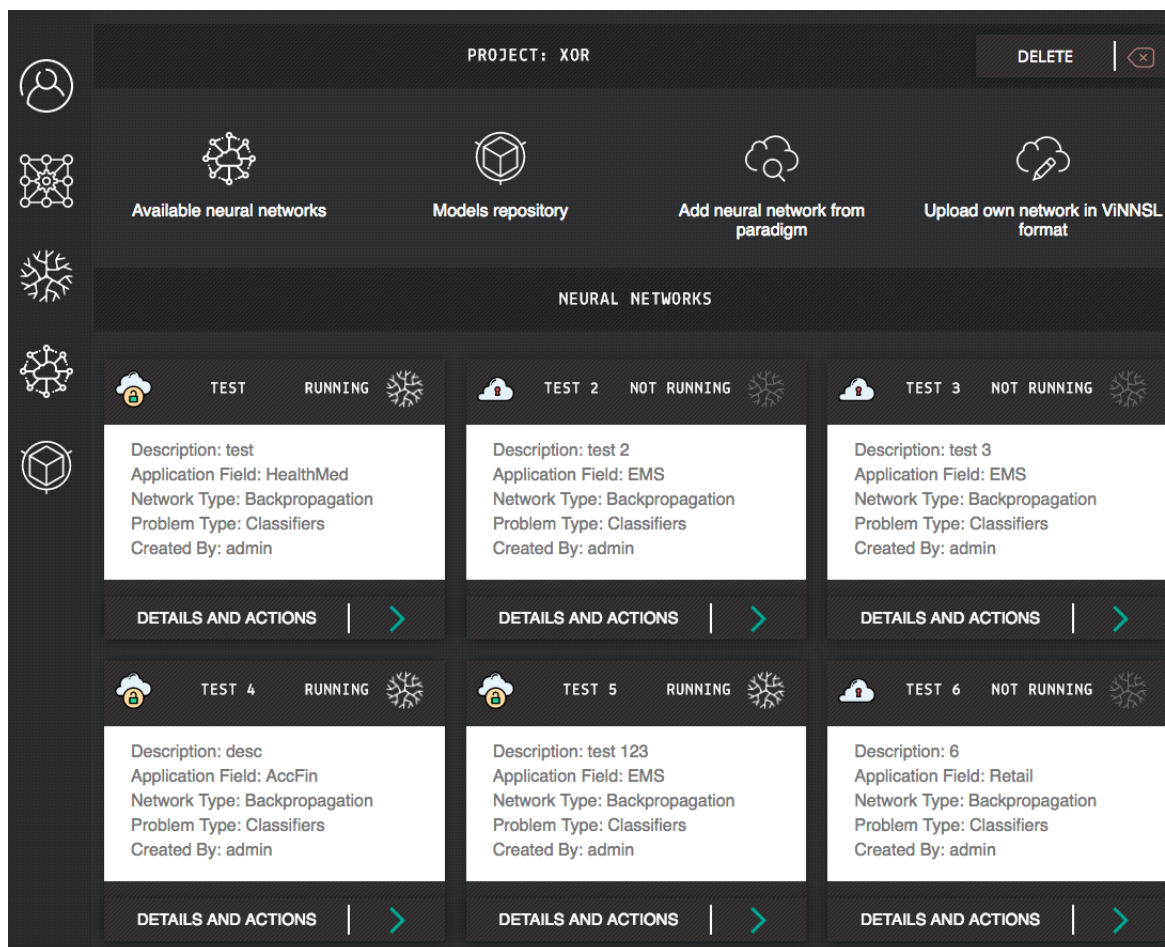 PROJECT: XOR
DELETE
Available neural networks
Models repository
Add neural network from
paradigm
Upload own network in ViNNSL
format
NEURAL NETWORKS
TEST RUNNING
Description: test
Application Field: HealthMed
Network Type: Backpropagation
Problem Type: Classifiers
Created By: admin
DETAILS AND ACTIONS
TEST 2 NOT RUNNING
Description: test 2
Application Field: EMS
Network Type: Backpropagation
Problem Type: Classifiers
Created By: admin
DETAILS AND ACTIONS
TEST 3 NOT RUNNING
Description: test 3
Application Field: EMS
Network Type: Backpropagation
Problem Type: Classifiers
Created By: admin
DETAILS AND ACTIONS
TEST 4 RUNNING
Description: desc
Application Field: AccFin
Network Type: Backpropagation
Problem Type: Classifiers
Created By: admin
DETAILS AND ACTIONS
TEST 5 RUNNING
Description: test 123
Application Field: EMS
Network Type: Backpropagation
Problem Type: Classifiers
Created By: admin
DETAILS AND ACTIONS
TEST 6 NOT RUNNING
Description: 6
Application Field: Retail
Network Type: Backpropagation
Problem Type: Classifiers
Created By: admin
DETAILS AND ACTIONS